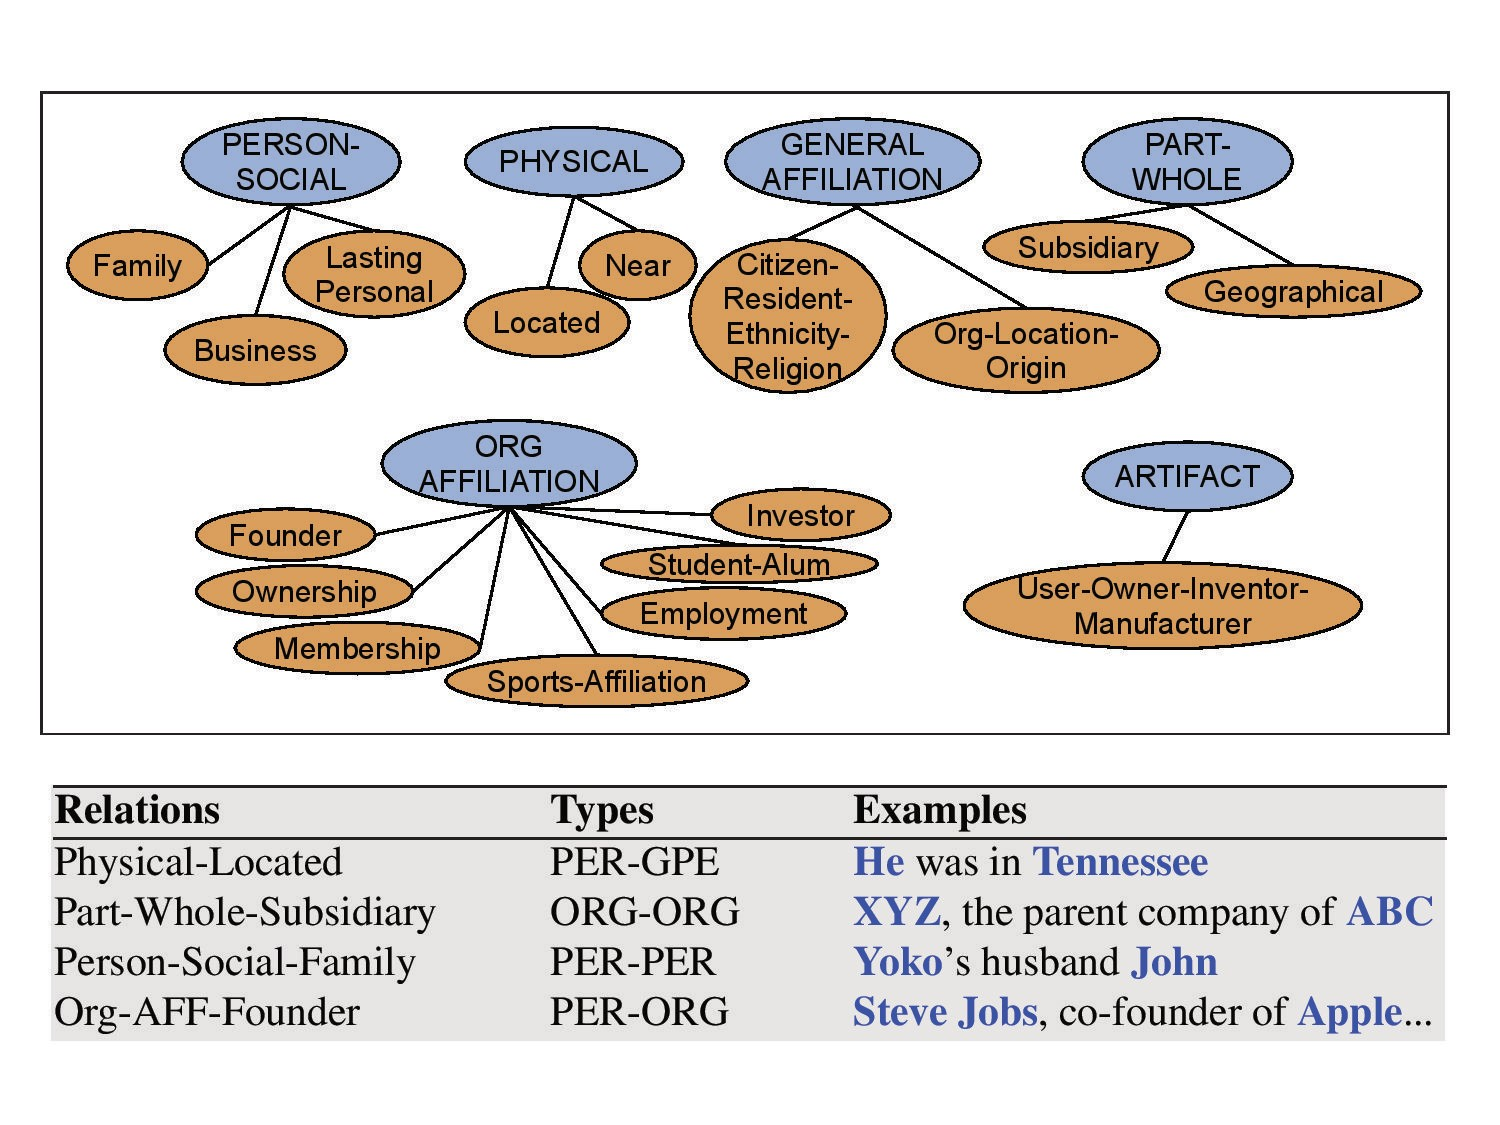 PERSON-
SOCIAL
PHYSICAL
GENERAL
AFFILIATION
PART-
WHOLE
Family
Lasting
Personal
Business
Near
Located
Citizen-
Resident-
Ethnicity-
Religion
Org-Location-
Origin
Subsidiary
Geographical
ORG
AFFILIATION
ARTIFACT
Founder
Ownership
Membership
Sports-Affiliation
Investor
Student-Alum
Employment
User-Owner-Inventor-
Manufacturer
Relations Types Examples
Physical-Located PER-GPE He was in Tennessee
Part-Whole-Subsidiary ORG-ORG XYZ, the parent company of ABC
Person-Social-Family PER-PER Yoko’s husband John
Org-AFF-Founder PER-ORG Steve Jobs, co-founder of Apple...